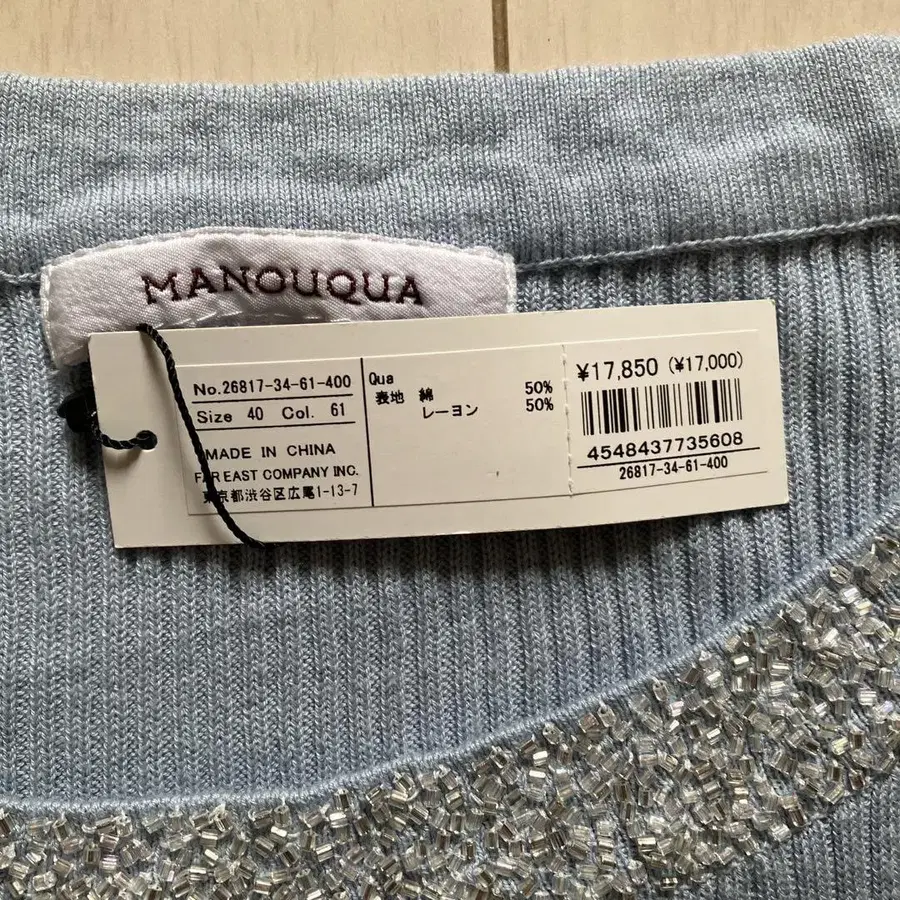 MANOUQUA
No.26817-34-61-400
Size 40 Col. 61
MADE IN CHINA
FAR EAST COMPANY INC.
東京都渋谷区広尾1-13-7
Qua
表地 綿 50%
レーヨン 50%
¥17,850 (¥17,000)
4548437735608
26817-34-61-400